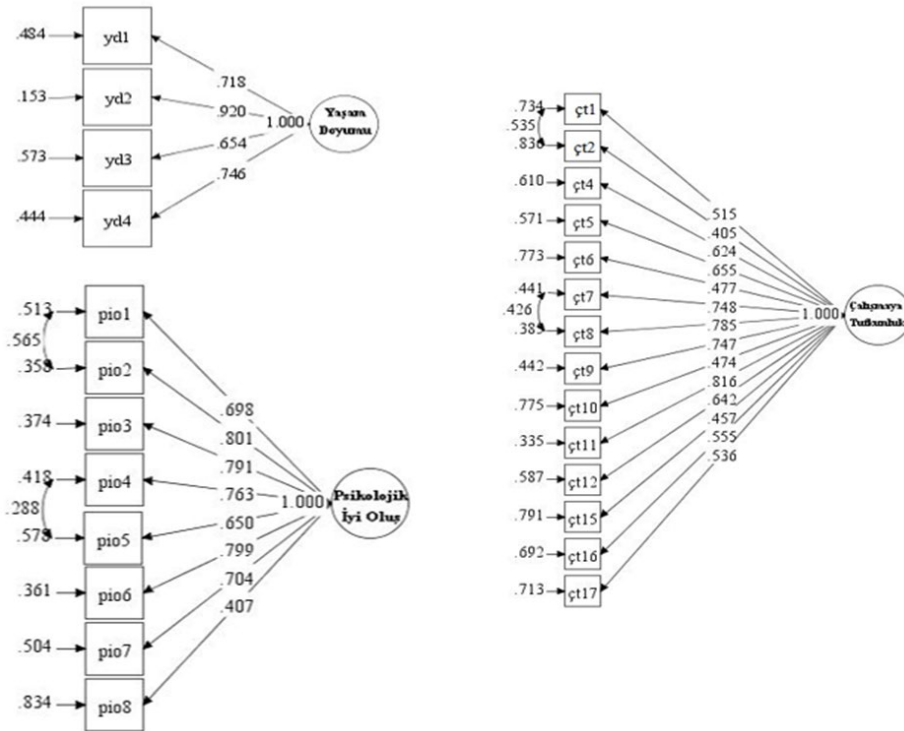 .484 yd1
.153 yd2
.573 yd3
.444 yd4
.718
.920
.654
.746
1.000
Yaşam
Doyumu
.513 pio1
.565
.358 pio2
.374 pio3
.418 pio4
.288
.578 pio5
.361 pio6
.504 pio7
.834 pio8
.698
.801
.791
.763
.650
.799
.704
.407
1.000
Psikolojik
İyi Oluş
.734 çt1
.535
.836 çt2
.610 çt4
.571 çt5
.773 çt6
.441 çt7
.426
.385 çt8
.442 çt9
.775 çt10
.335 çt11
.587 çt12
.791 çt15
.692 çt16
.713 çt17
.515
.405
.624
.655
.477
.748
.785
.747
.474
.816
.642
.457
.555
.536
1.000
Çalışmaya
Tutkunluk